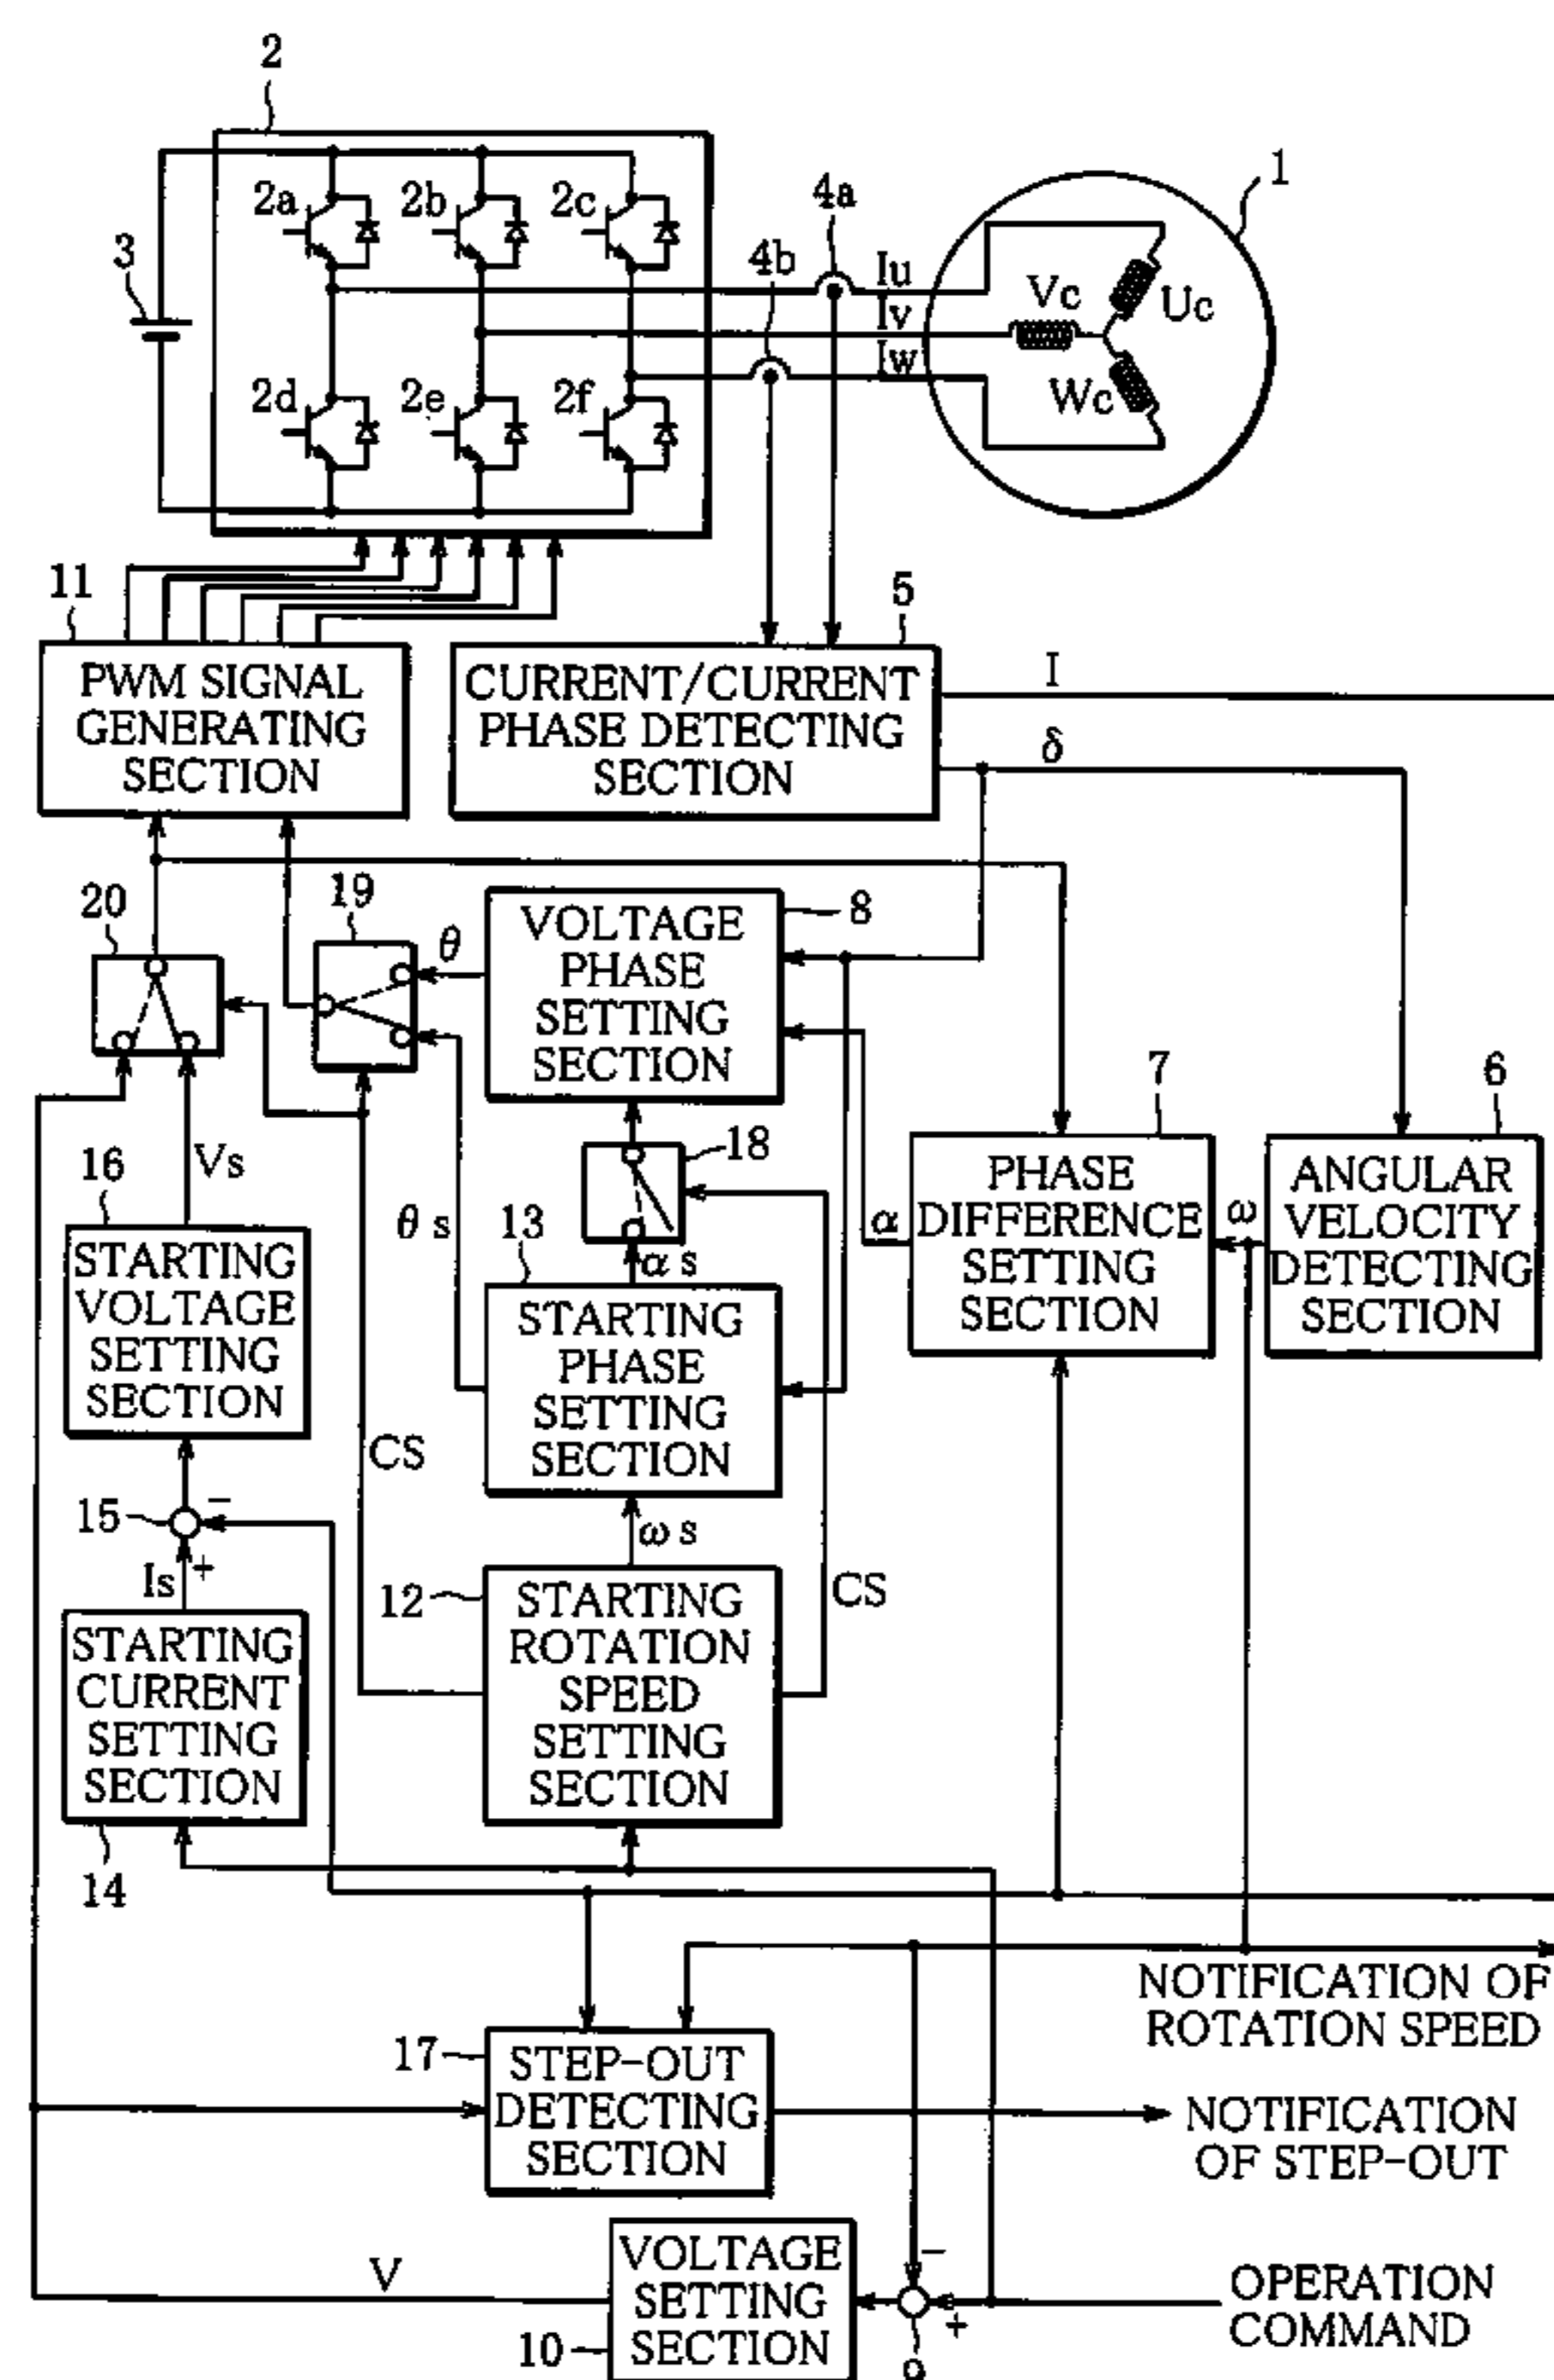 2
1
2a
2b
2c
4a
3
4b
Iu
Vc
Uc
Iv
Iw
Wc
2d
2e
2f
11
5
PWM SIGNAL
GENERATING
SECTION
CURRENT/CURRENT
PHASE DETECTING
SECTION
I
δ
20
19
θ
VOLTAGE
PHASE
SETTING
SECTION
8
7
6
16
Vs
18
θs
13
αs
α
PHASE
DIFFERENCE
SETTING
SECTION
ω
ANGULAR
VELOCITY
DETECTING
SECTION
STARTING
VOLTAGE
SETTING
SECTION
STARTING
PHASE
SETTING
SECTION
CS
15
-
+
Is
ωs
12
CS
STARTING
CURRENT
SETTING
SECTION
STARTING
ROTATION
SPEED
SETTING
SECTION
14
NOTIFICATION OF
ROTATION SPEED
17
STEP-OUT
DETECTING
SECTION
NOTIFICATION
OF STEP-OUT
V
VOLTAGE
SETTING
SECTION
10
-
+
9
OPERATION
COMMAND